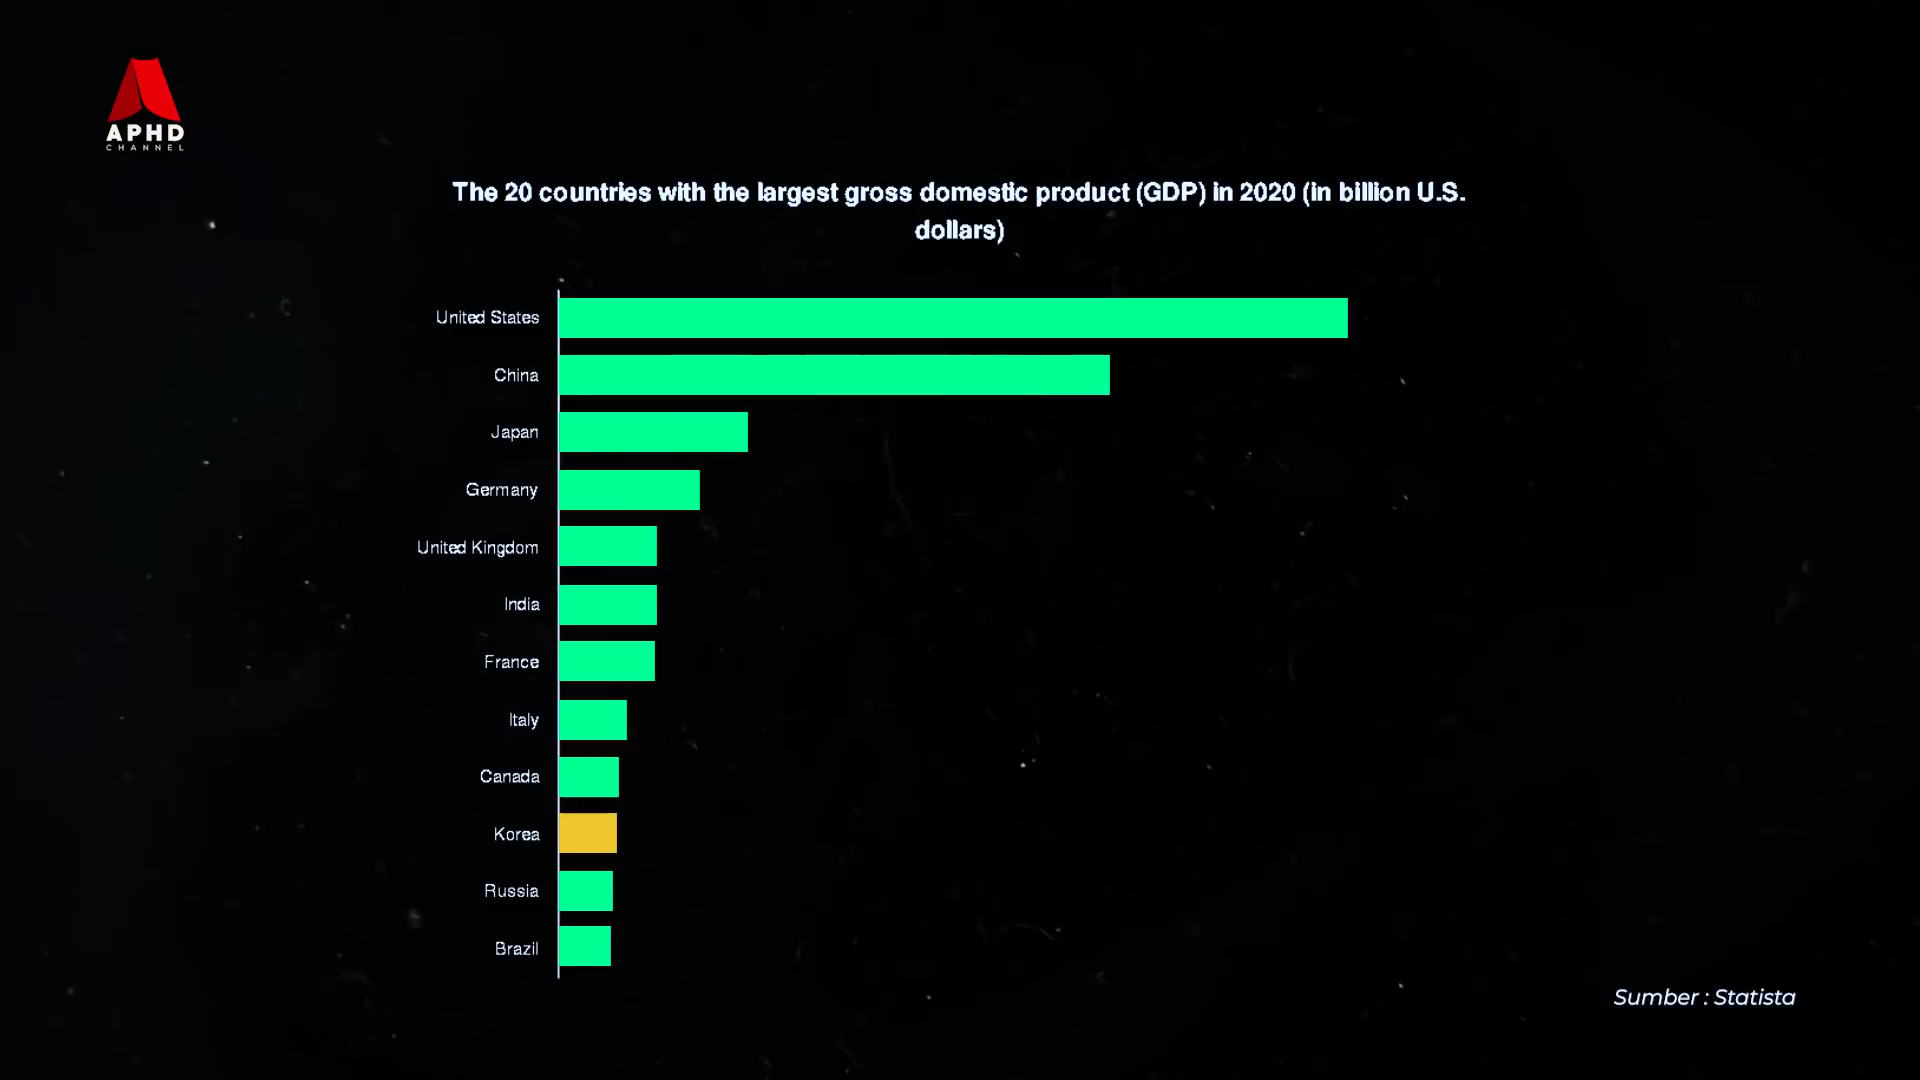 APHD
CHANNEL
The 20 countries with the largest gross domestic product (GDP) in 2020 (in billion U.S.
dollars)
United States
China
Japan
Germany
United Kingdom
India
France
Italy
Canada
Korea
Russia
Brazil
Sumber : Statista